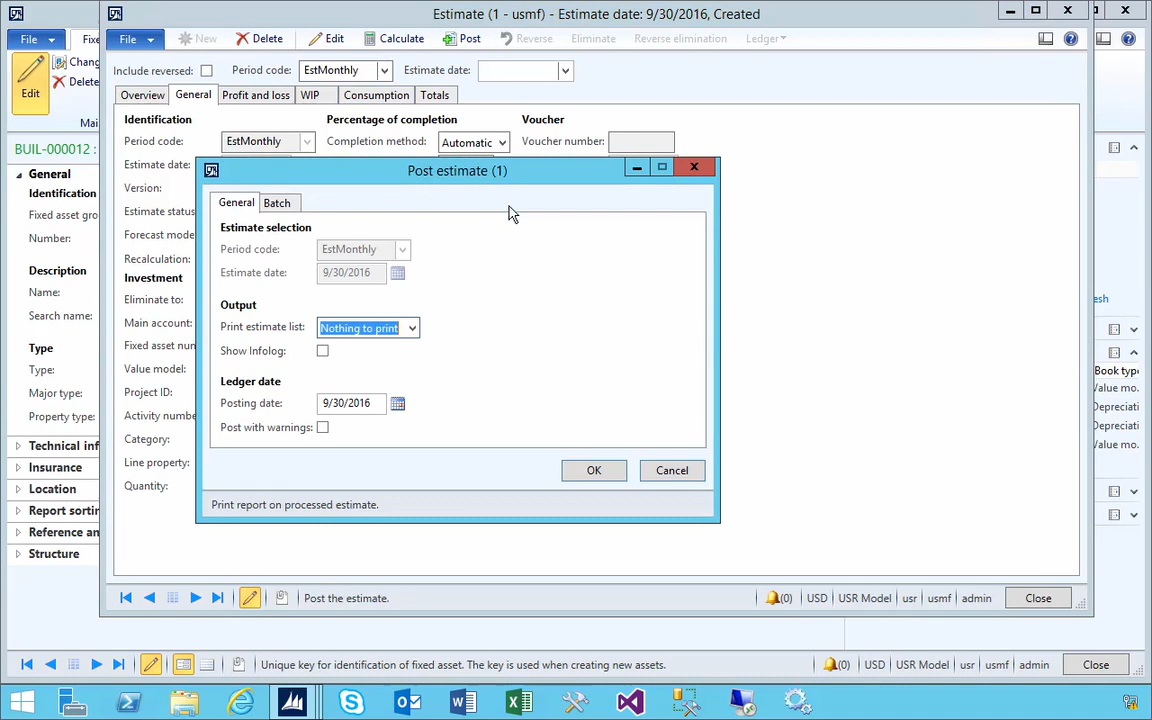 Estimate (1 - usmf) - Estimate date: 9/30/2016, Created
File
Fixe
File
New
Delete
Edit
Calculate
Post
Reverse
Eliminate
Reverse elimination
Ledger
Edit
Chang
Delete
Mai
Include reversed:
Period code:
EstMonthly
Estimate date:
Overview
General
Profit and loss
WIP
Consumption
Totals
BUIL-000012 :
General
Identification
Fixed asset gro
Number:
Description
Name:
Search name:
Type
Type:
Major type:
Property type:
Technical inf
Insurance
Location
Report sortin
Reference an
Structure
Identification
Period code:
EstMonthly
Estimate date:
Version:
Estimate status
Forecast mode
Recalculation:
Investment
Eliminate to:
Main account:
Fixed asset num
Value model:
Project ID:
Activity numbe
Category:
Line property:
Quantity:
Percentage of completion
Completion method:
Automatic
Voucher
Voucher number:
Post estimate (1)
General
Batch
Estimate selection
Period code:
EstMonthly
Estimate date:
9/30/2016
Output
Print estimate list:
Nothing to print
Show Infolog:
Ledger date
Posting date:
9/30/2016
Post with warnings:
OK
Cancel
Print report on processed estimate.
esh
Book type
Value mo.
Depreciati
Depreciati
Value mo.
Post the estimate.
(0)
USD
USR Model
usr
usmf
admin
Close
Unique key for identification of fixed asset. The key is used when creating new assets.
(0)
USD
USR Model
usr
usmf
admin
Close